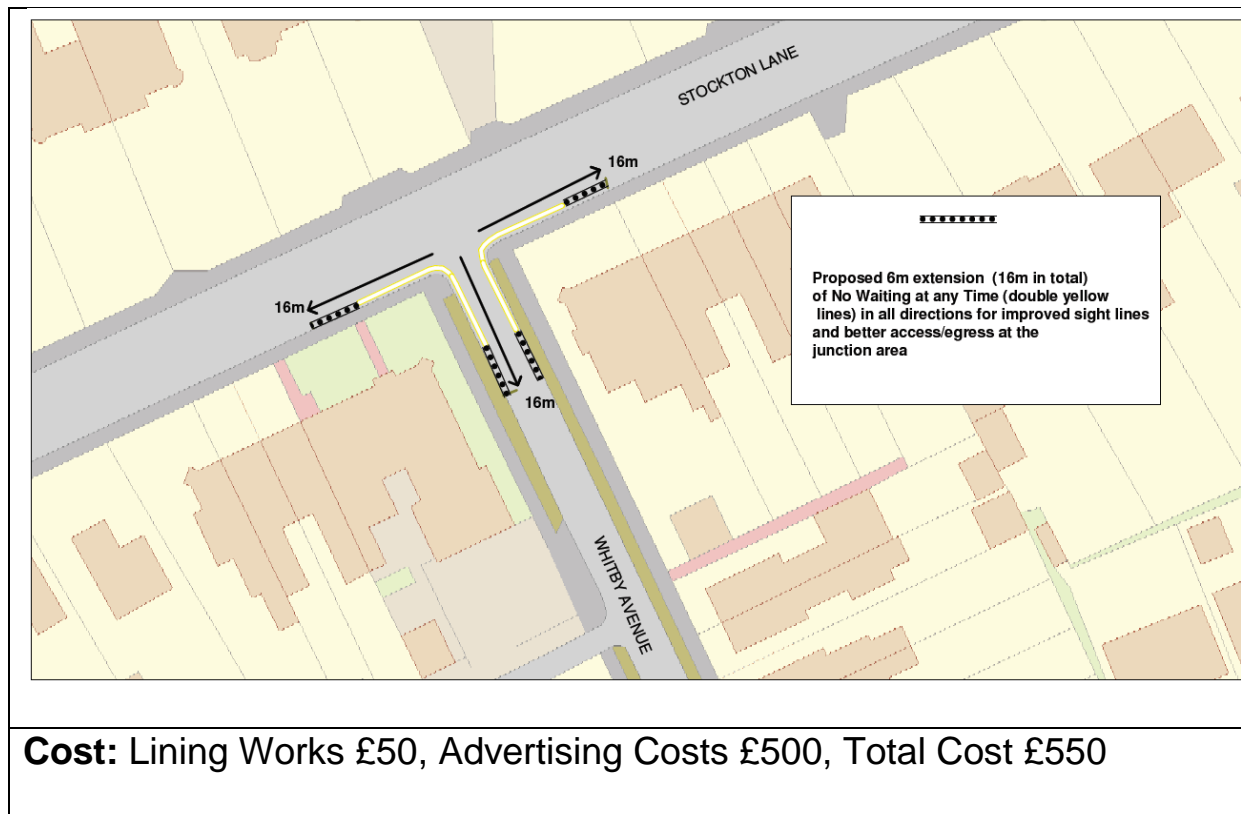 STOCKTON LANE
16m
16m
16m
Proposed 6m extension (16m in total)
of No Waiting at any Time (double yellow
lines) in all directions for improved sight lines
and better access/egress at the
junction area
WHITBY AVENUE
Cost: Lining Works £50, Advertising Costs £500, Total Cost £550